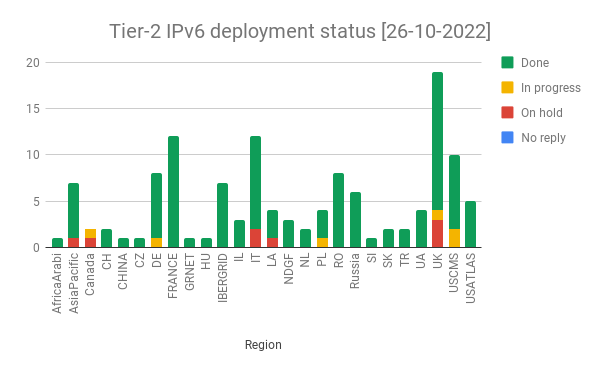 Tier-2 IPv6 deployment status [26-10-2022]
20
15
10
5
0
Done
In progress
On hold
No reply
AfricaArabi
AsiaPacific
Canada
CH
CHINA
CZ
DE
FRANCE
GRNET
HU
IBERGRID
IL
IT
LA
NDGF
NL
PL
RO
Russia
SI
SK
TR
UA
UK
USCMS
USATLAS
Region